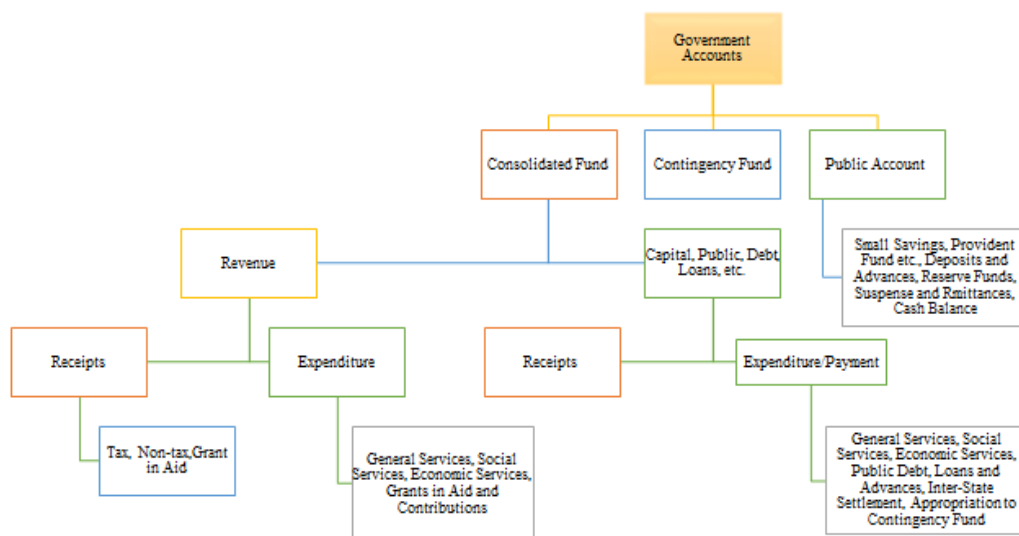 Government
Accounts
Consolidated Fund
Contingency Fund
Public Account
Revenue
Capital, Public, Debt,
Loans, etc.
Small Savings, Provident
Fund etc., Deposits and
Advances, Reserve Funds,
Suspense and Rmittances,
Cash Balance
Receipts
Expenditure
Receipts
Expenditure/Payment
Tax, Non-tax,Grant
in Aid
General Services, Social
Services, Economic Services,
Grants in Aid and
Contributions
General Services, Social
Services, Economic Services,
Public Debt, Loans and
Advances, Inter-State
Settlement, Appropriation to
Contingency Fund